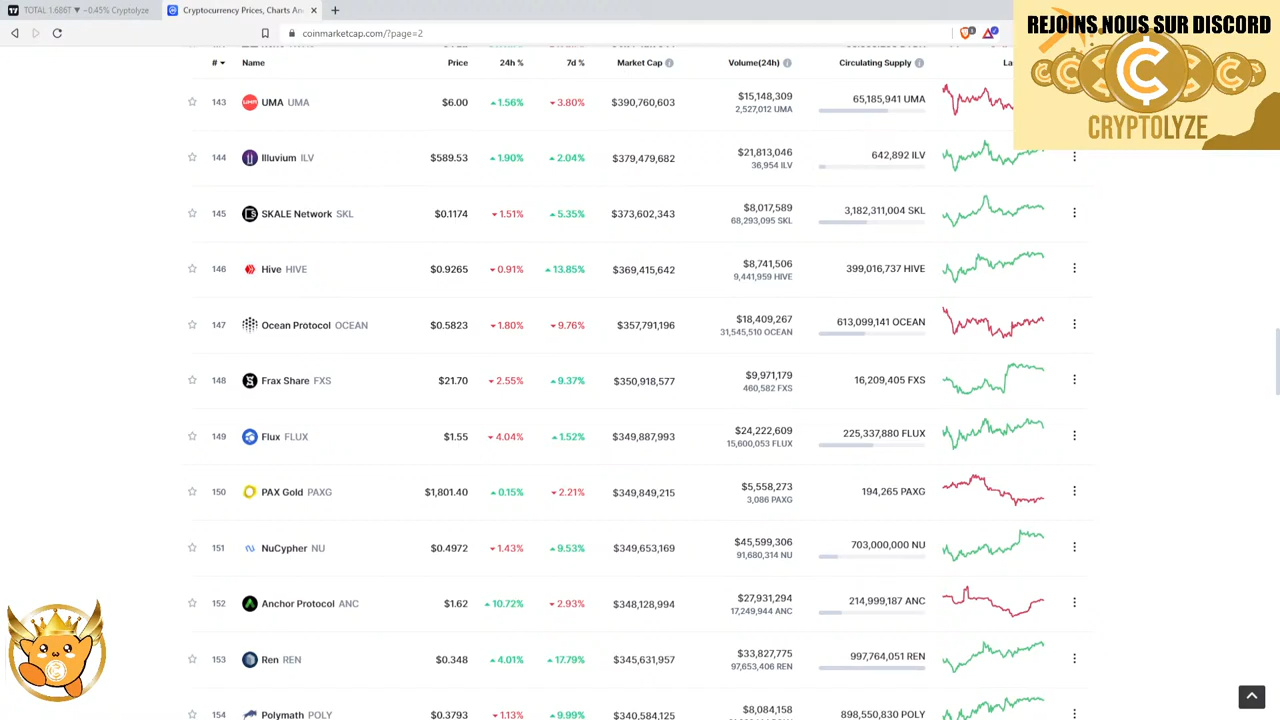 TOTAL 1.686T ▼ −0.45% Cryptolyze
Cryptocurrency Prices, Charts An
coinmarketcap.com/?page=2
REJOINS NOUS SUR DISCORD
CRYPTOLYZE
# Name Price 24h % 7d % Market Cap Volume(24h) Circulating Supply La
143 UMA UMA $6.00 1.56% 3.80% $390,760,603 $15,148,309 65,185,941 UMA
2,527,012 UMA
144 Illuvium ILV $589.53 1.90% 2.04% $379,479,682 $21,813,046 642,892 ILV
36,954 ILV
145 SKALE Network SKL $0.1174 1.51% 5.35% $373,602,343 $8,017,589 3,182,311,004 SKL
68,293,095 SKL
146 Hive HIVE $0.9265 0.91% 13.85% $369,415,642 $8,741,506 399,016,737 HIVE
9,441,959 HIVE
147 Ocean Protocol OCEAN $0.5823 1.80% 9.76% $357,791,196 $18,409,267 613,099,141 OCEAN
31,545,510 OCEAN
148 Frax Share FXS $21.70 2.55% 9.37% $350,918,577 $9,971,179 16,209,405 FXS
460,582 FXS
149 Flux FLUX $1.55 4.04% 1.52% $349,887,993 $24,222,609 225,337,880 FLUX
15,600,053 FLUX
150 PAX Gold PAXG $1,801.40 0.15% 2.21% $349,849,215 $5,558,273 194,265 PAXG
3,086 PAXG
151 NuCypher NU $0.4972 1.43% 9.53% $349,653,169 $45,599,306 703,000,000 NU
91,680,314 NU
152 Anchor Protocol ANC $1.62 10.72% 2.93% $348,128,994 $27,931,294 214,999,187 ANC
17,249,944 ANC
153 Ren REN $0.348 4.01% 17.79% $345,631,957 $33,827,775 997,764,051 REN
97,653,406 REN
154 Polymath POLY $0.3793 1.13% 9.99% $340,584,125 $8,084,158 898,550,830 POLY